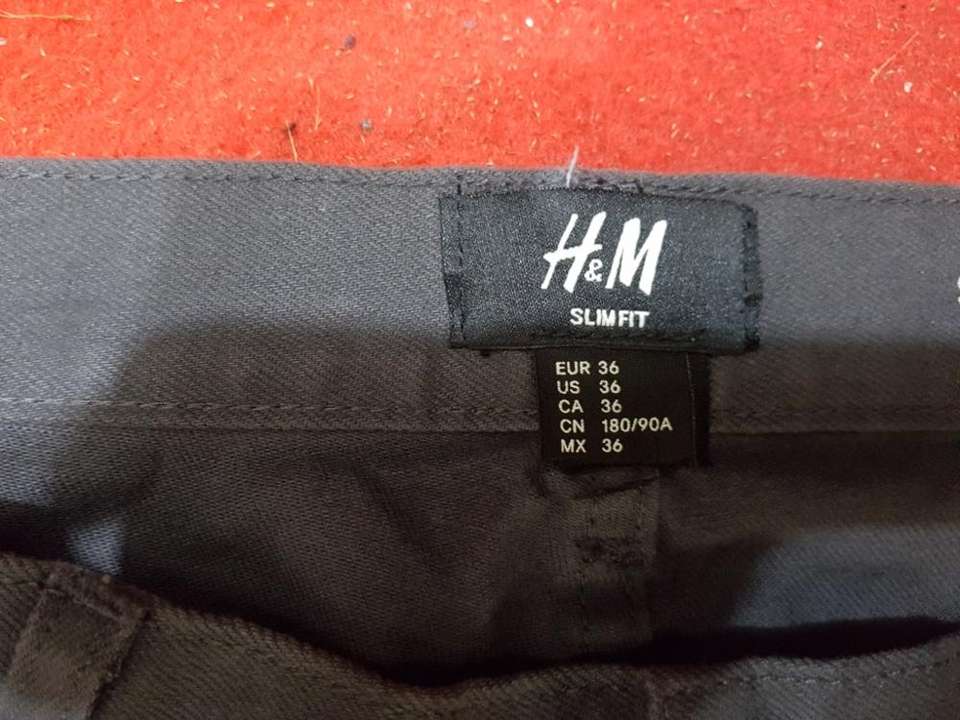 H&M
SLIM FIT
EUR 36
US 36
CA 36
CN 180/90A
MX 36